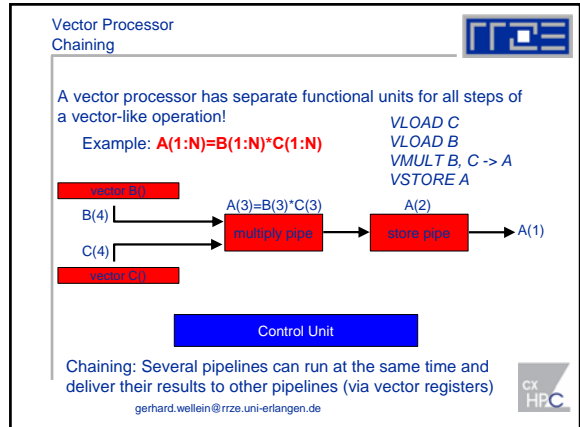 Vector Processor
Chaining
rrze
A vector processor has separate functional units for all steps of
a vector-like operation!
Example: A(1:N)=B(1:N)*C(1:N)
VLOAD C
VLOAD B
VMULT B, C -> A
VSTORE A
vector B()
B(4)
C(4)
vector C()
A(3)=B(3)*C(3)
multiply pipe
A(2)
store pipe
A(1)
Control Unit
Chaining: Several pipelines can run at the same time and
deliver their results to other pipelines (via vector registers)
gerhard.wellein@rrze.uni-erlangen.de
CX
HPC